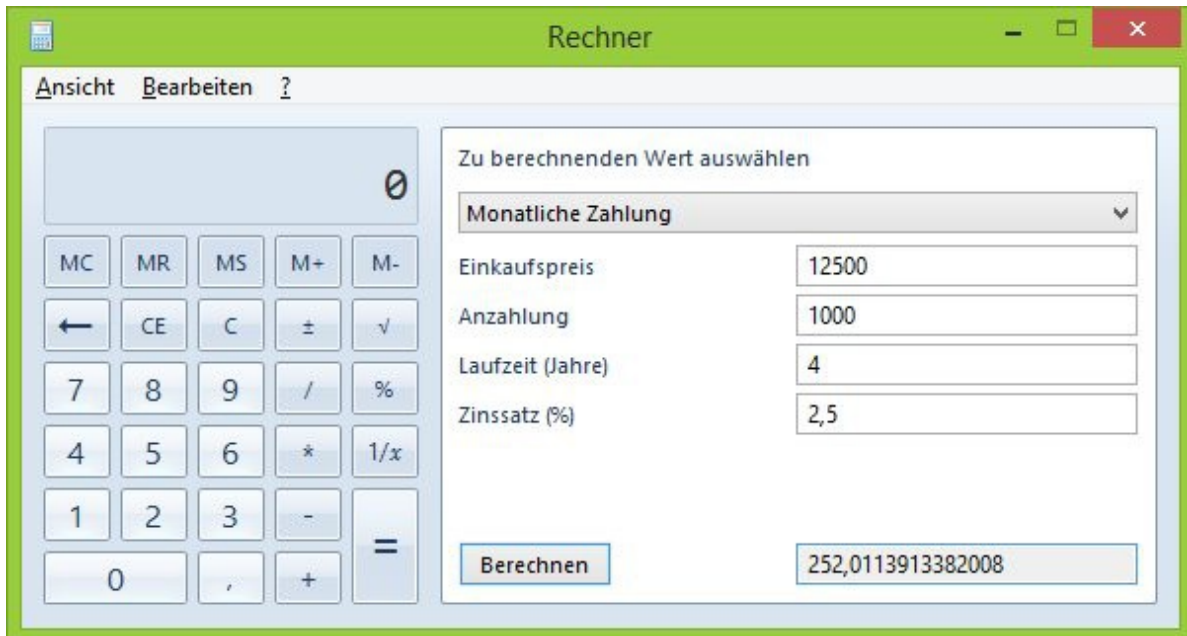 Rechner
Ansicht Bearbeiten ?
0
MC MR MS M+ M-
← CE C ± √
7 8 9 / %
4 5 6 * 1/x
1 2 3 - =
0 , +
Zu berechnenden Wert auswählen
Monatliche Zahlung
Einkaufspreis 12500
Anzahlung 1000
Laufzeit (Jahre) 4
Zinssatz (%) 2,5
Berechnen 252,0113913382008